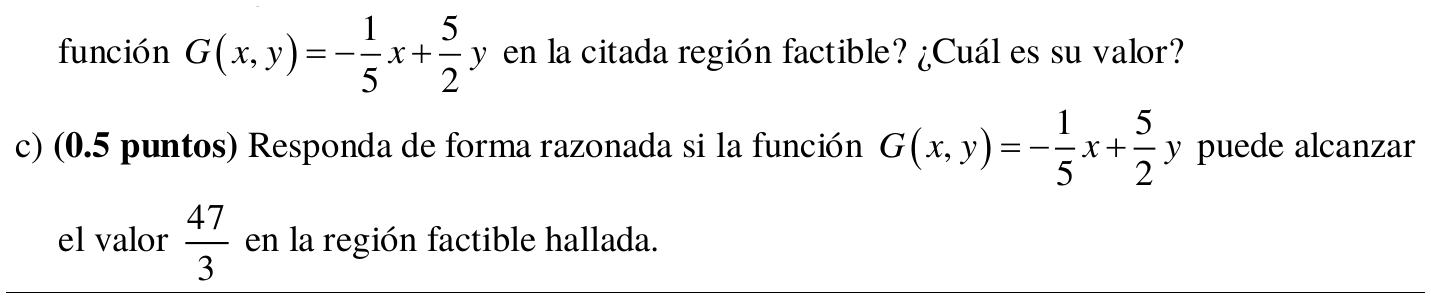 función G(x, y) = −1/5 x + 5/2 y en la citada región factible? ¿Cuál es su valor?
c) (0.5 puntos) Responda de forma razonada si la función G(x, y) = −1/5 x + 5/2 y puede alcanzar
el valor 47/3 en la región factible hallada.